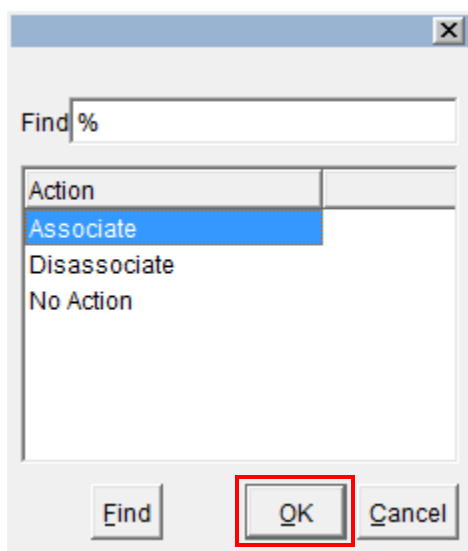 Find %
Action
Associate
Disassociate
No Action
Find OK Cancel